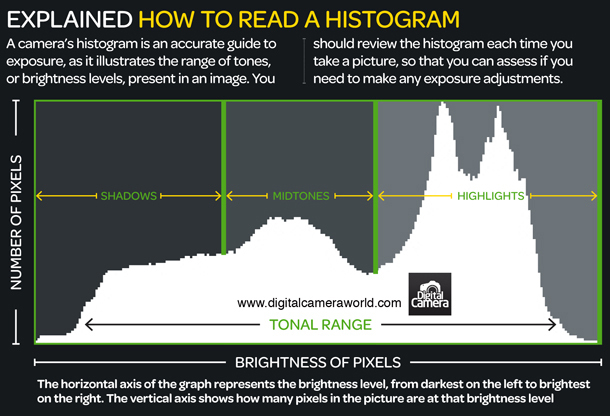 EXPLAINED HOW TO READ A HISTOGRAM
A camera's histogram is an accurate guide to
exposure, as it illustrates the range of tones,
or brightness levels, present in an image. You
should review the histogram each time you
take a picture, so that you can assess if you
need to make any exposure adjustments.
NUMBER OF PIXELS
SHADOWS
MIDTONES
HIGHLIGHTS
www.digitalcameraworld.com
Digital
Camera
TONAL RANGE
BRIGHTNESS OF PIXELS
The horizontal axis of the graph represents the brightness level, from darkest on the left to brightest
on the right. The vertical axis shows how many pixels in the picture are at that brightness level